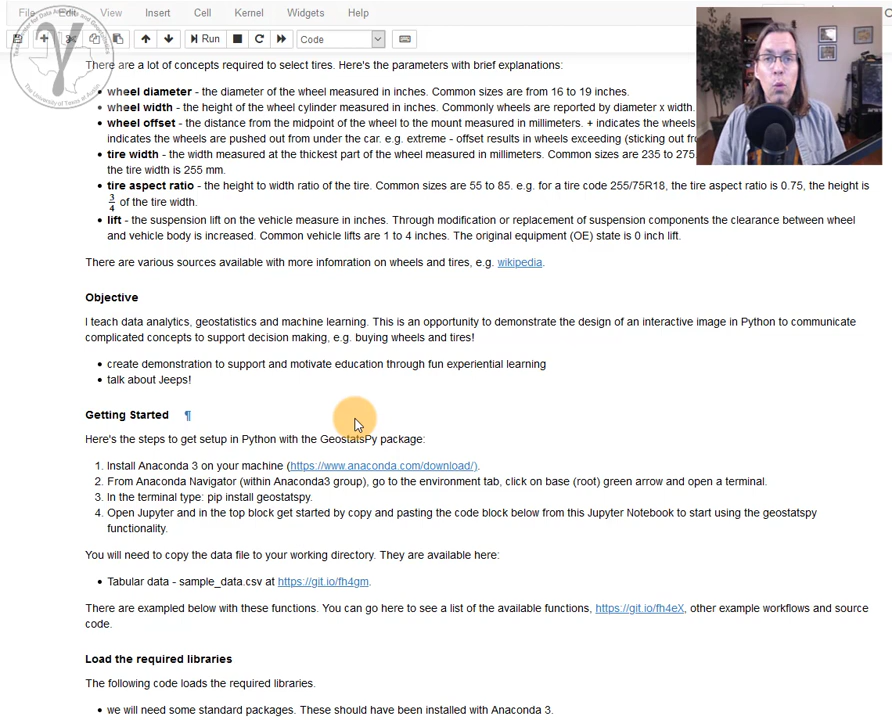 File Edit View Insert Cell Kernel Widgets Help
Run Code
There are a lot of concepts required to select tires. Here's the parameters with brief explanations:
• wheel diameter - the diameter of the wheel measured in inches. Common sizes are from 16 to 19 inches.
• wheel width - the height of the wheel cylinder measured in inches. Commonly wheels are reported by diameter x width.
• wheel offset - the distance from the midpoint of the wheel to the mount measured in millimeters. + indicates the wheels
indicates the wheels are pushed out from under the car. e.g. extreme - offset results in wheels exceeding (sticking out from
• tire width - the width measured at the thickest part of the wheel measured in millimeters. Common sizes are 235 to 275
the tire width is 255 mm.
• tire aspect ratio - the height to width ratio of the tire. Common sizes are 55 to 85. e.g. for a tire code 255/75R18, the tire aspect ratio is 0.75, the height is
3/4 of the tire width.
• lift - the suspension lift on the vehicle measure in inches. Through modification or replacement of suspension components the clearance between wheel
and vehicle body is increased. Common vehicle lifts are 1 to 4 inches. The original equipment (OE) state is 0 inch lift.
There are various sources available with more infomration on wheels and tires, e.g. wikipedia.
Objective
I teach data analytics, geostatistics and machine learning. This is an opportunity to demonstrate the design of an interactive image in Python to communicate
complicated concepts to support decision making, e.g. buying wheels and tires!
• create demonstration to support and motivate education through fun experiential learning
• talk about Jeeps!
Getting Started ¶
Here's the steps to get setup in Python with the GeostatsPy package:
1. Install Anaconda 3 on your machine (https://www.anaconda.com/download/).
2. From Anaconda Navigator (within Anaconda3 group), go to the environment tab, click on base (root) green arrow and open a terminal.
3. In the terminal type: pip install geostatspy.
4. Open Jupyter and in the top block get started by copy and pasting the code block below from this Jupyter Notebook to start using the geostatspy
functionality.
You will need to copy the data file to your working directory. They are available here:
• Tabular data - sample_data.csv at https://git.io/fh4gm.
There are exampled below with these functions. You can go here to see a list of the available functions, https://git.io/fh4eX, other example workflows and source
code.
Load the required libraries
The following code loads the required libraries.
• we will need some standard packages. These should have been installed with Anaconda 3.